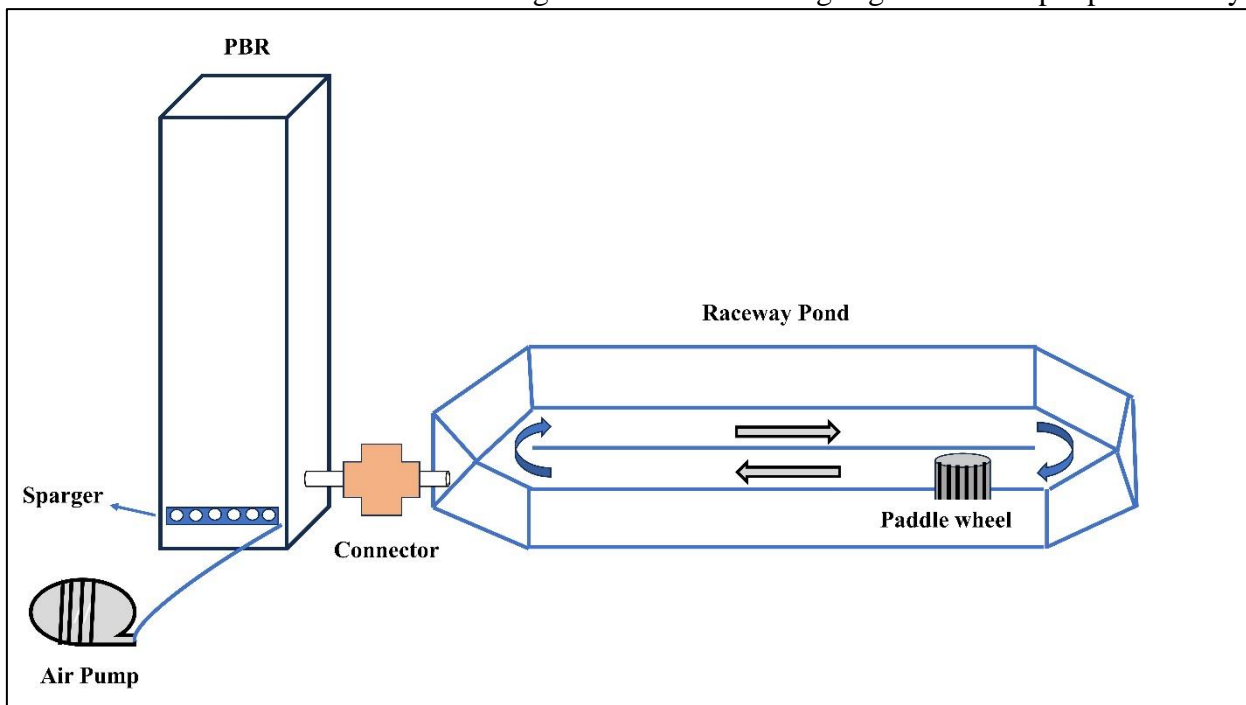 PBR
Raceway Pond
Sparger
Paddle wheel
Connector
Air Pump